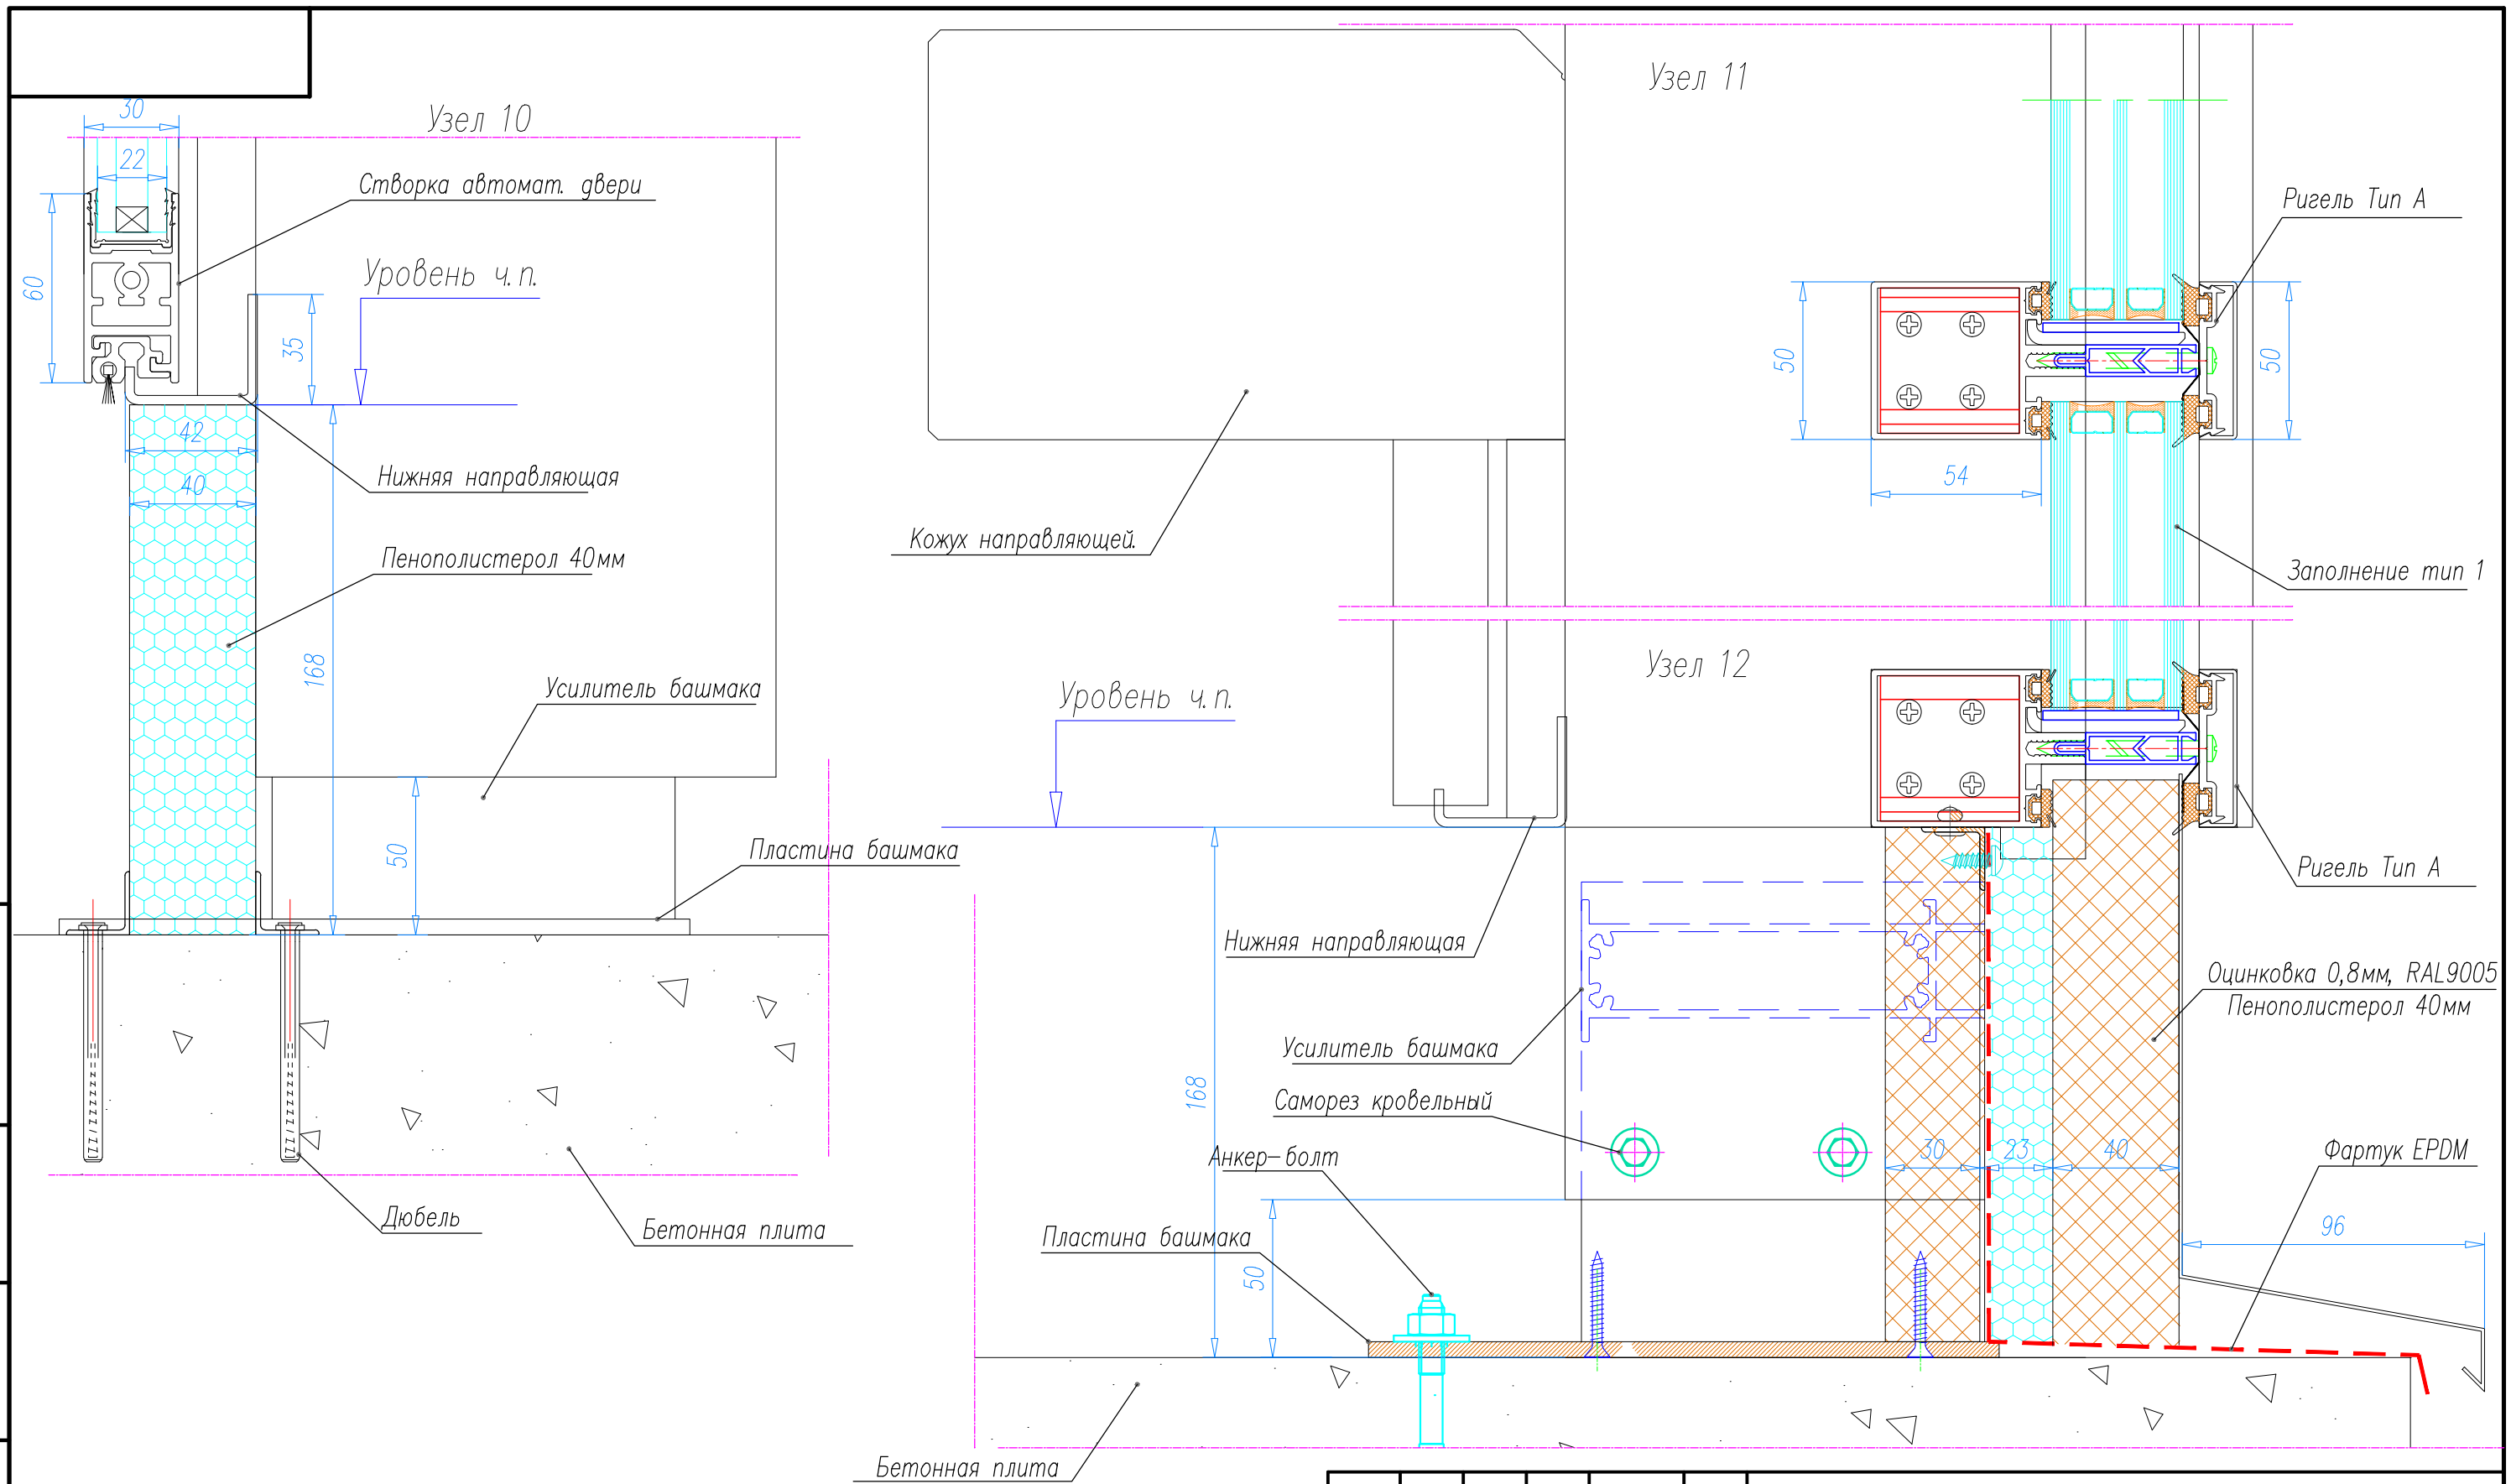 Узел 10
30
22
60
Створка автомат. двери
Уровень ч.п.
35
42
40
Нижняя направляющая
Пенополистерол 40мм
168
Усилитель башмака
50
Пластина башмака
Дюбель
Бетонная плита
Узел 11
Ригель Тип А
50
50
54
Кожух направляющей.
Заполнение тип 1
Узел 12
Уровень ч.п.
Ригель Тип А
Нижняя направляющая
Оцинковка 0,8мм, RAL9005
Пенополистерол 40мм
Усилитель башмака
168
Саморез кровельный
Анкер-болт
30
23
40
Фартук EPDM
Пластина башмака
50
96
Бетонная плита